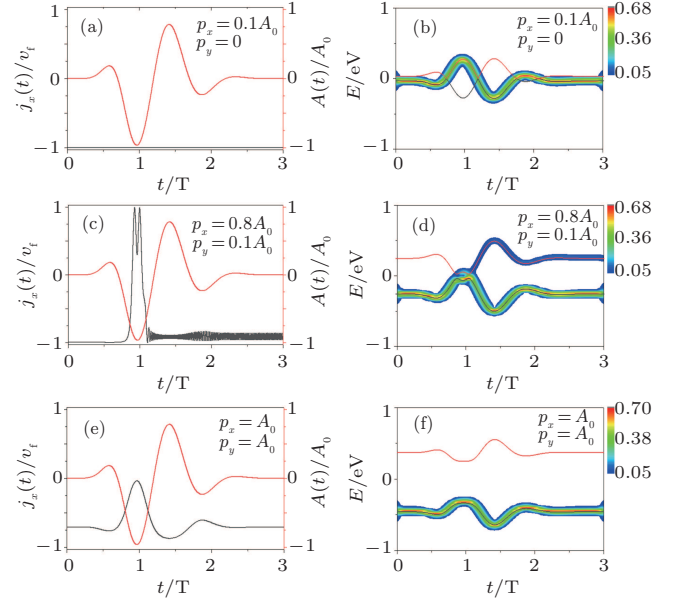 (a)
p_x = 0.1A_0
p_y = 0
j_x(t)/v_f
1
0
−1
A(t)/A_0
1
0
−1
0 1 2 3
t/T
(b)
p_x = 0.1A_0
p_y = 0
E/eV
1
0
−1
0.68
0.36
0.05
0 1 2 3
t/T
(c)
p_x = 0.8A_0
p_y = 0.1A_0
j_x(t)/v_f
1
0
−1
A(t)/A_0
1
0
−1
0 1 2 3
t/T
(d)
p_x = 0.8A_0
p_y = 0.1A_0
E/eV
1
0
−1
0.68
0.36
0.05
0 1 2 3
t/T
(e)
p_x = A_0
p_y = A_0
j_x(t)/v_f
1
0
−1
A(t)/A_0
1
0
−1
0 1 2 3
t/T
(f)
p_x = A_0
p_y = A_0
E/eV
1
0
−1
0.70
0.38
0.05
0 1 2 3
t/T